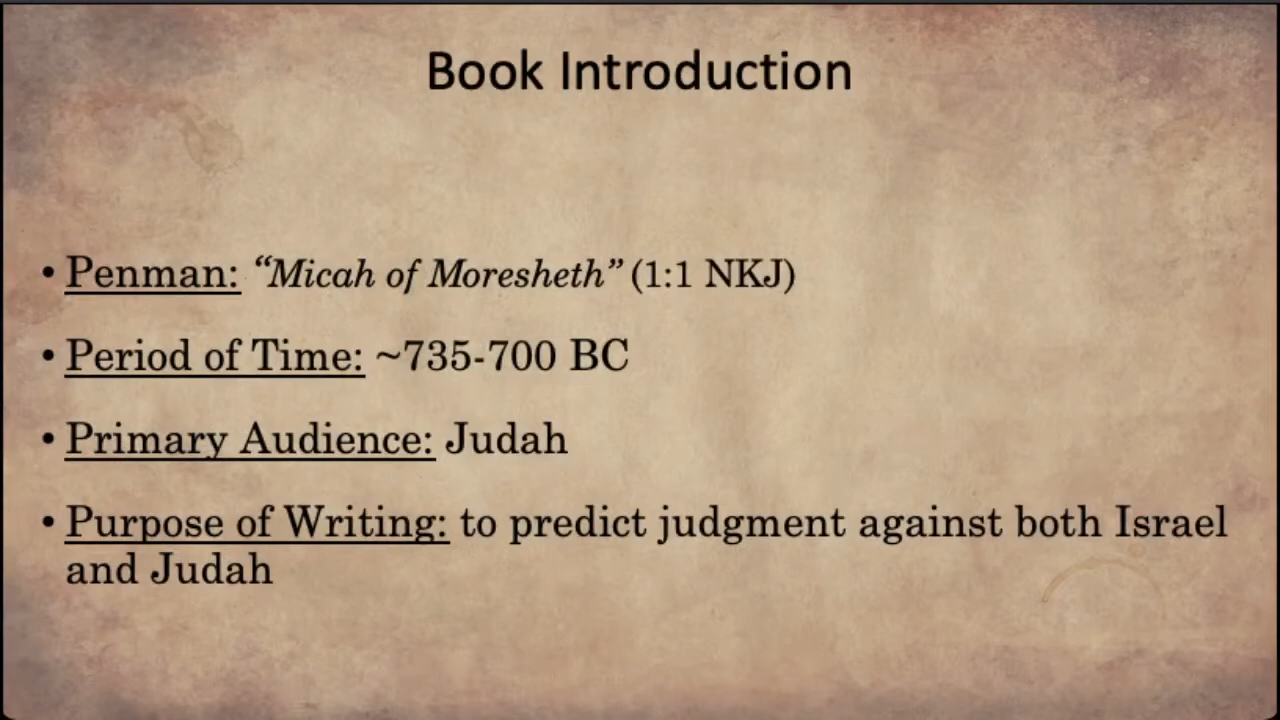 Book Introduction
• Penman: “Micah of Moresheth” (1:1 NKJ)
• Period of Time: ~735-700 BC
• Primary Audience: Judah
• Purpose of Writing: to predict judgment against both Israel
and Judah